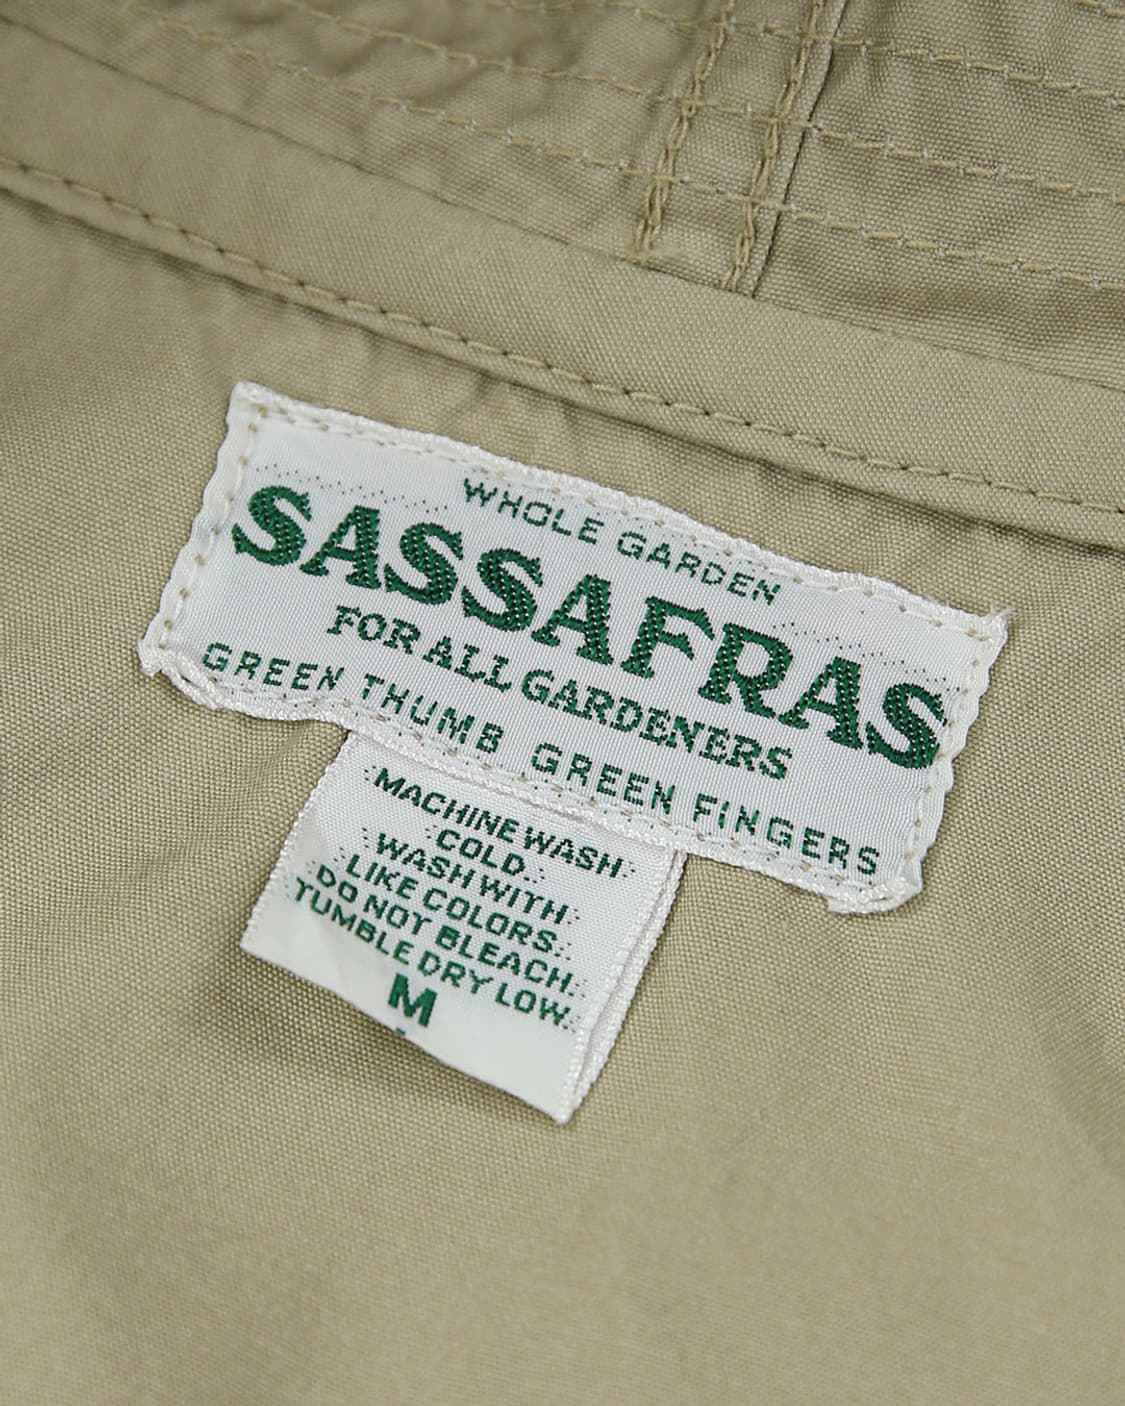 WHOLE GARDEN
SASSAFRAS
FOR ALL GARDENERS
GREEN THUMB GREEN FINGERS
MACHINE WASH
COLD.
WASH WITH
LIKE COLORS.
DO NOT BLEACH.
TUMBLE DRY LOW.
M